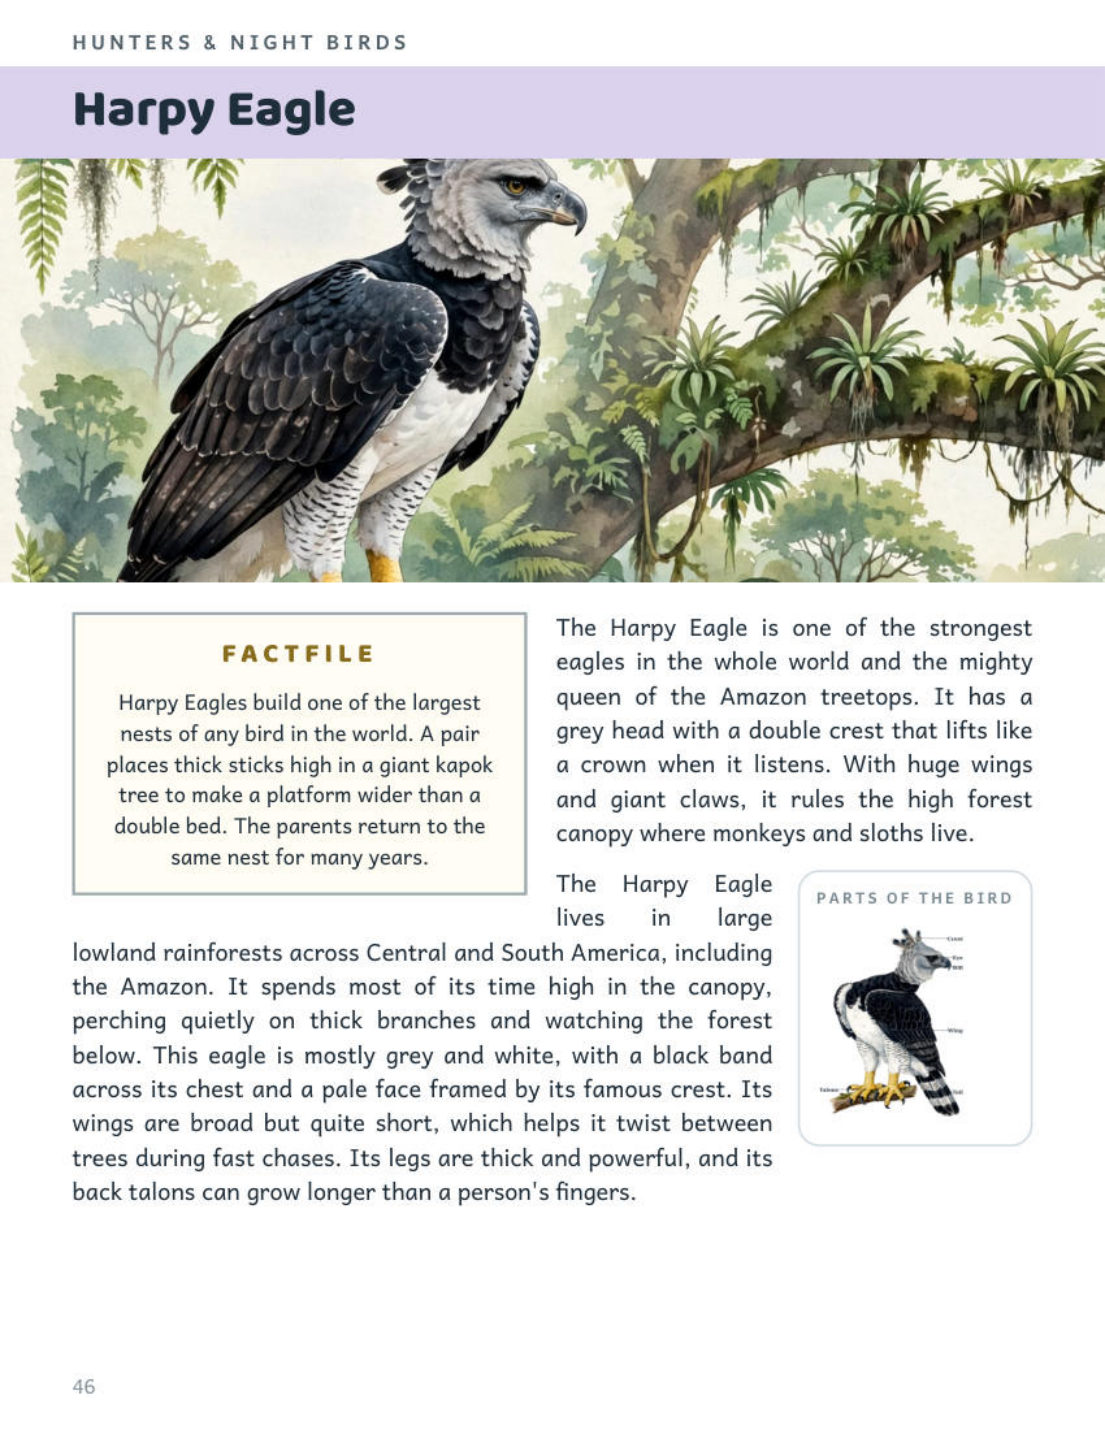 HUNTERS & NIGHT BIRDS
Harpy Eagle
FACTFILE
Harpy Eagles build one of the largest
nests of any bird in the world. A pair
places thick sticks high in a giant kapok
tree to make a platform wider than a
double bed. The parents return to the
same nest for many years.
The Harpy Eagle is one of the strongest
eagles in the whole world and the mighty
queen of the Amazon treetops. It has a
grey head with a double crest that lifts like
a crown when it listens. With huge wings
and giant claws, it rules the high forest
canopy where monkeys and sloths live.
The Harpy Eagle
lives in large
lowland rainforests across Central and South America, including
the Amazon. It spends most of its time high in the canopy,
perching quietly on thick branches and watching the forest
below. This eagle is mostly grey and white, with a black band
across its chest and a pale face framed by its famous crest. Its
wings are broad but quite short, which helps it twist between
trees during fast chases. Its legs are thick and powerful, and its
back talons can grow longer than a person's fingers.
PARTS OF THE BIRD
Eye
Wing
Talons
46